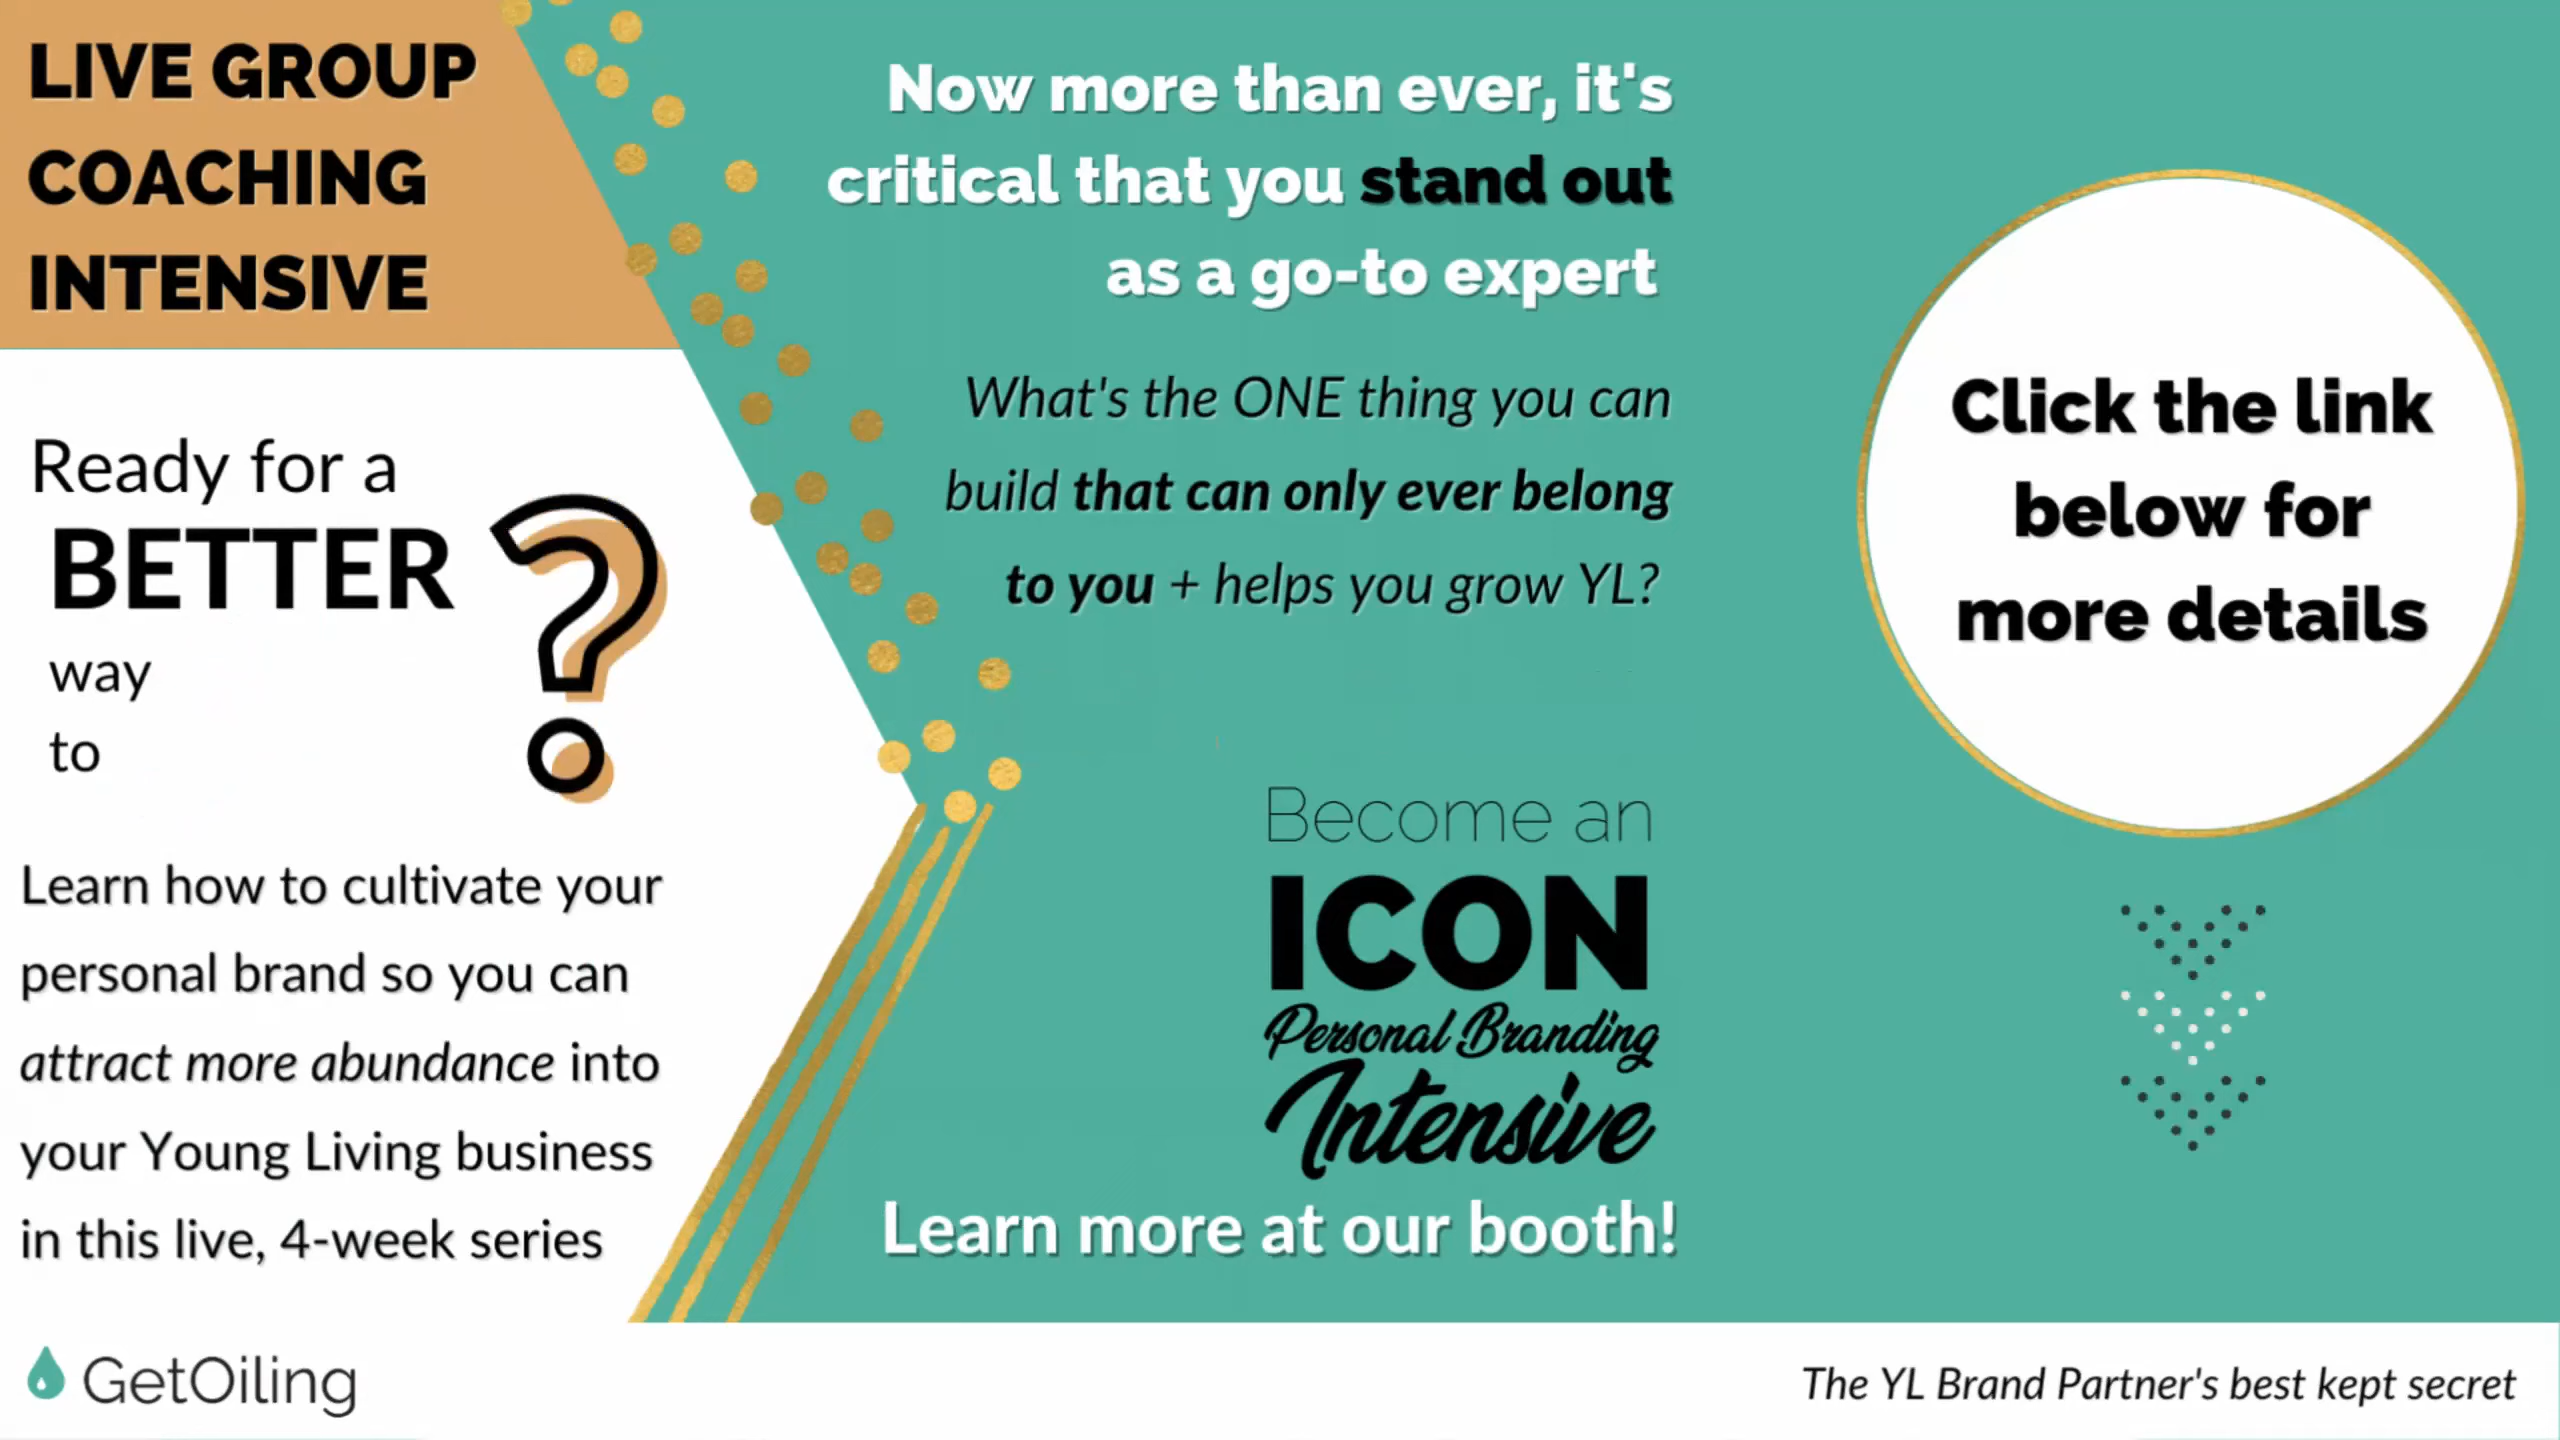 LIVE GROUP
COACHING
INTENSIVE
Ready for a
BETTER
way
to
?
Learn how to cultivate your
personal brand so you can
attract more abundance into
your Young Living business
in this live, 4-week series
Now more than ever, it's
critical that you stand out
as a go-to expert
What's the ONE thing you can
build that can only ever belong
to you + helps you grow YL?
Become an
ICON
Personal Branding
Intensive
Learn more at our booth!
Click the link
below for
more details
GetOiling
The YL Brand Partner's best kept secret